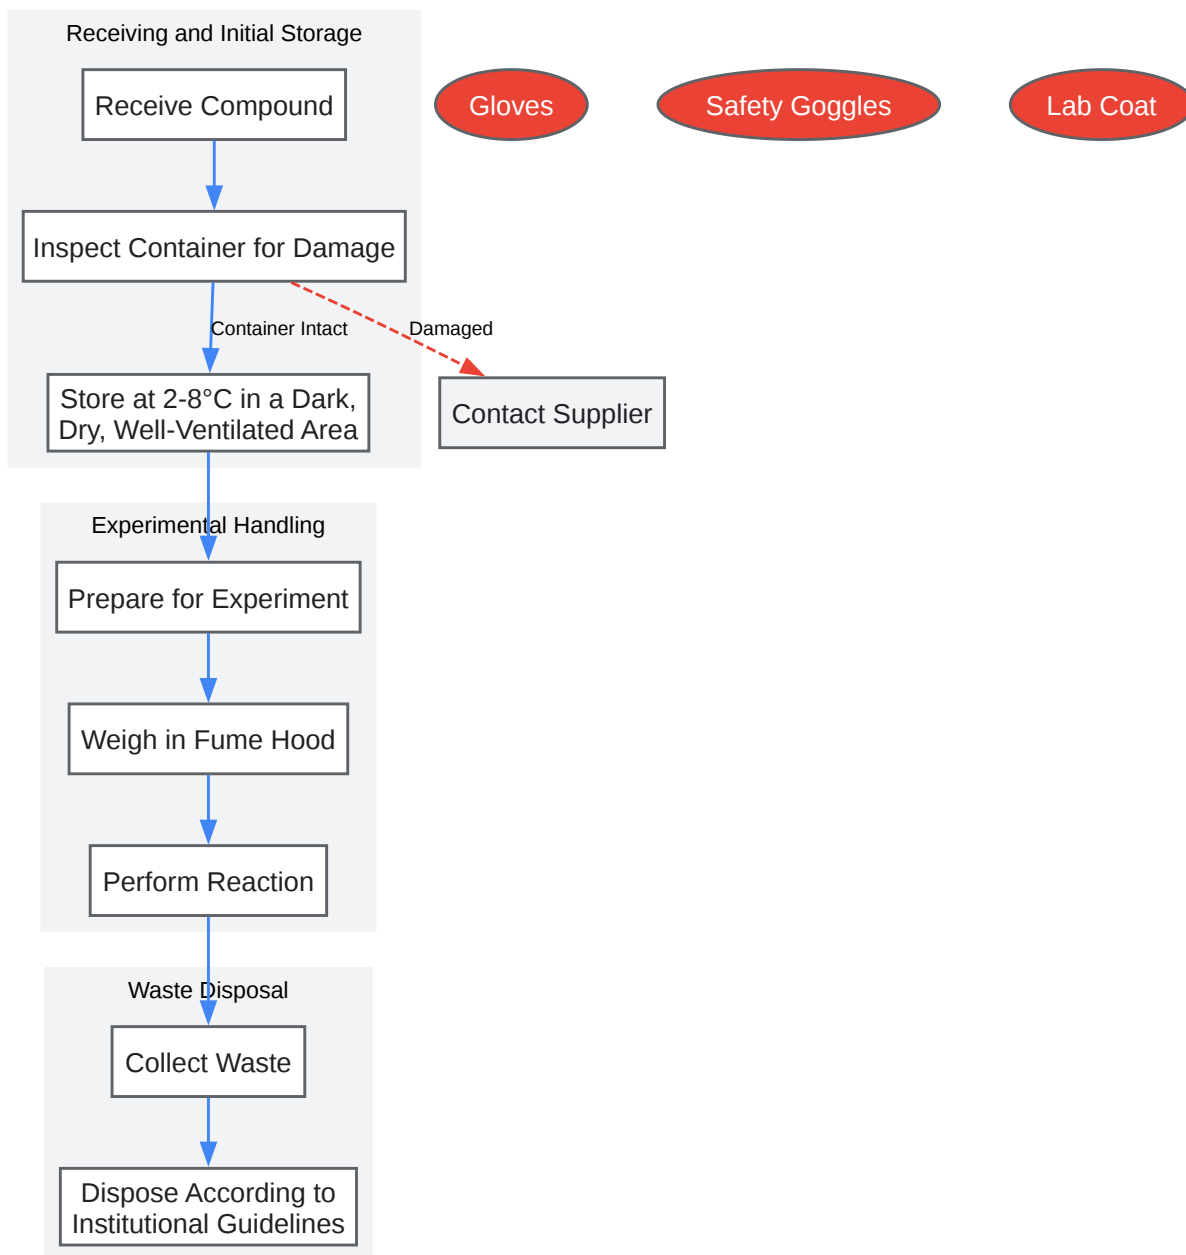 Receiving and Initial Storage
Receive Compound
Gloves
Safety Goggles
Lab Coat
Inspect Container for Damage
Container Intact
Damaged
Store at 2-8°C in a Dark,
Dry, Well-Ventilated Area
Contact Supplier
Experimental Handling
Prepare for Experiment
Weigh in Fume Hood
Perform Reaction
Waste Disposal
Collect Waste
Dispose According to
Institutional Guidelines